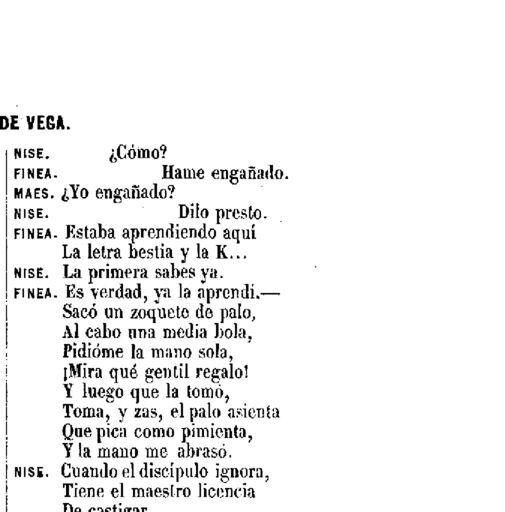 DE VEGA.
NISE. ¿Cómo?
FINEA. Hame engañado.
MAES. ¿Yo engañado?
NISE. Dilo presto.
FINEA. Estaba aprendiendo aquí
La letra bestia y la K...
NISE. La primera sabes ya.
FINEA. Es verdad, ya la aprendi.—
Sacó un zoquete de palo,
Al cabo una media bola,
Pidióme la mano sola,
¡Mira qué gentil regalo!
Y luego que la tomó,
Toma, y zas, el palo asienta
Que pica como pimienta,
Y la mano me abrasó.
NISE. Cuando el discípulo ignora,
Tiene el maestro licencia
De castigar